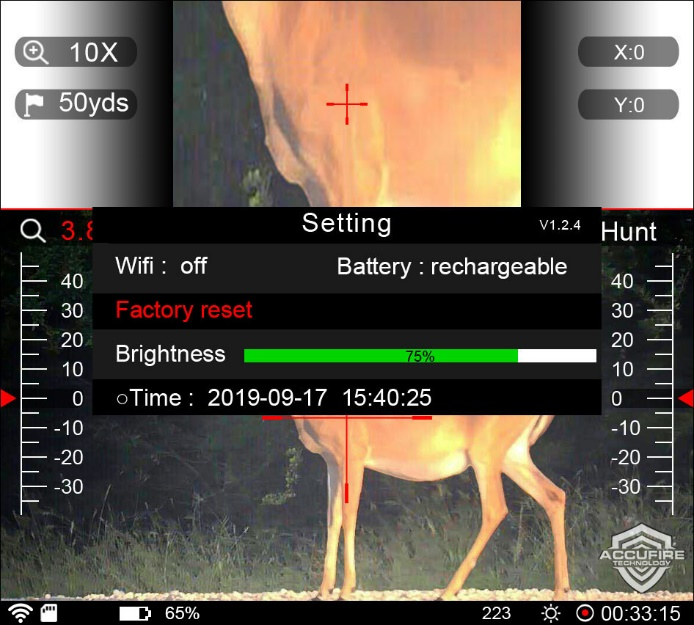 10X
X:0
50yds
Y:0
Setting V1.2.4
3.8 Hunt
Wifi : off Battery : rechargeable
Factory reset
Brightness 75%
○Time : 2019-09-17 15:40:25
40 40
30 30
20 20
10 10
0 0
-10 -10
-20 -20
-30 -30
ACCUFIRE
TECHNOLOGY
65% 223 00:33:15